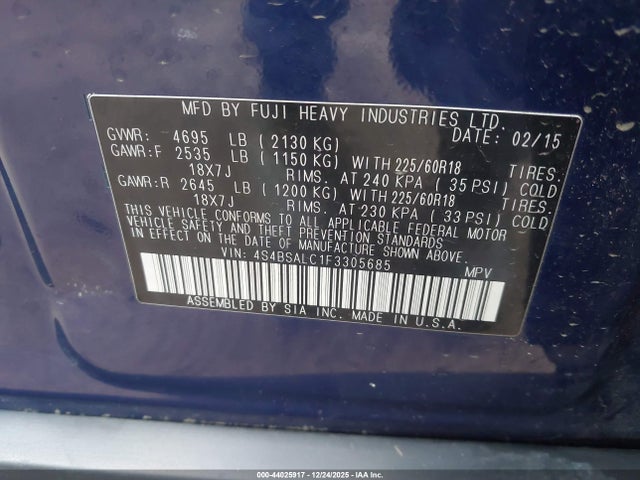 MFD BY FUJI HEAVY INDUSTRIES LTD.
GVWR: 4695 LB (2130 KG) DATE: 02/15
GAWR:F 2535 LB (1150 KG) WITH 225/60R18 TIRES.
18X7J RIMS. AT 240 KPA (35 PSI) COLD
GAWR:R 2645 LB (1200 KG) WITH 225/60R18 TIRES.
18X7J RIMS. AT 230 KPA (33 PSI) COLD
THIS VEHICLE CONFORMS TO ALL APPLICABLE FEDERAL MOTOR
VEHICLE SAFETY AND THEFT PREVENTION STANDARDS
IN EFFECT ON THE DATE OF MANUFACTURE SHOWN ABOVE.
VIN: 4S4BSALC1F3305685 MPV
ASSEMBLED BY SIA INC. MADE IN U.S.A.
000-44025917 - 12/24/2025 - IAA Inc.